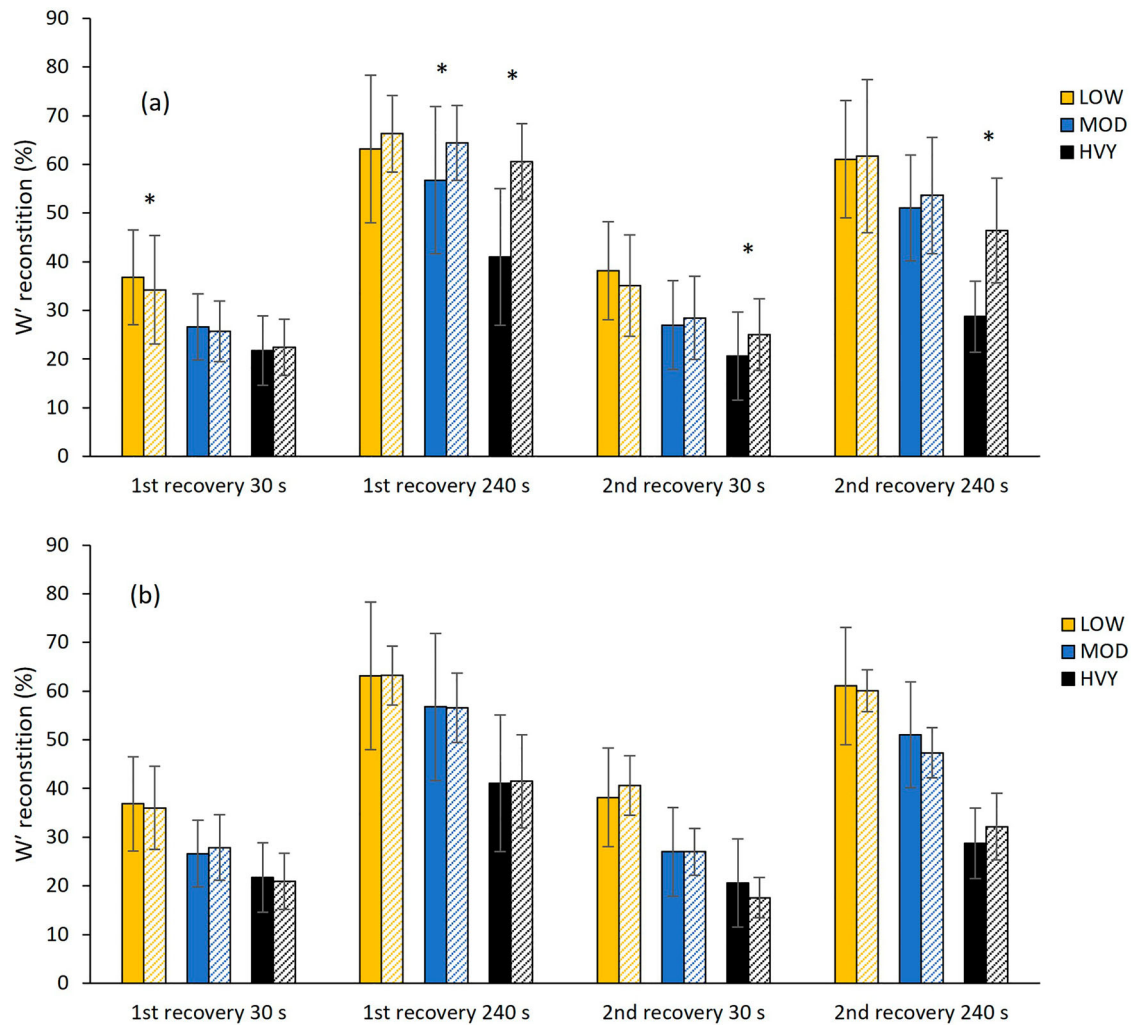 (a)
W' reconstition (%)
90
80
70
60
50
40
30
20
10
0
*
*
*
*
*
1st recovery 30 s
1st recovery 240 s
2nd recovery 30 s
2nd recovery 240 s
LOW
MOD
HVY
(b)
W' reconstition (%)
90
80
70
60
50
40
30
20
10
0
1st recovery 30 s
1st recovery 240 s
2nd recovery 30 s
2nd recovery 240 s
LOW
MOD
HVY